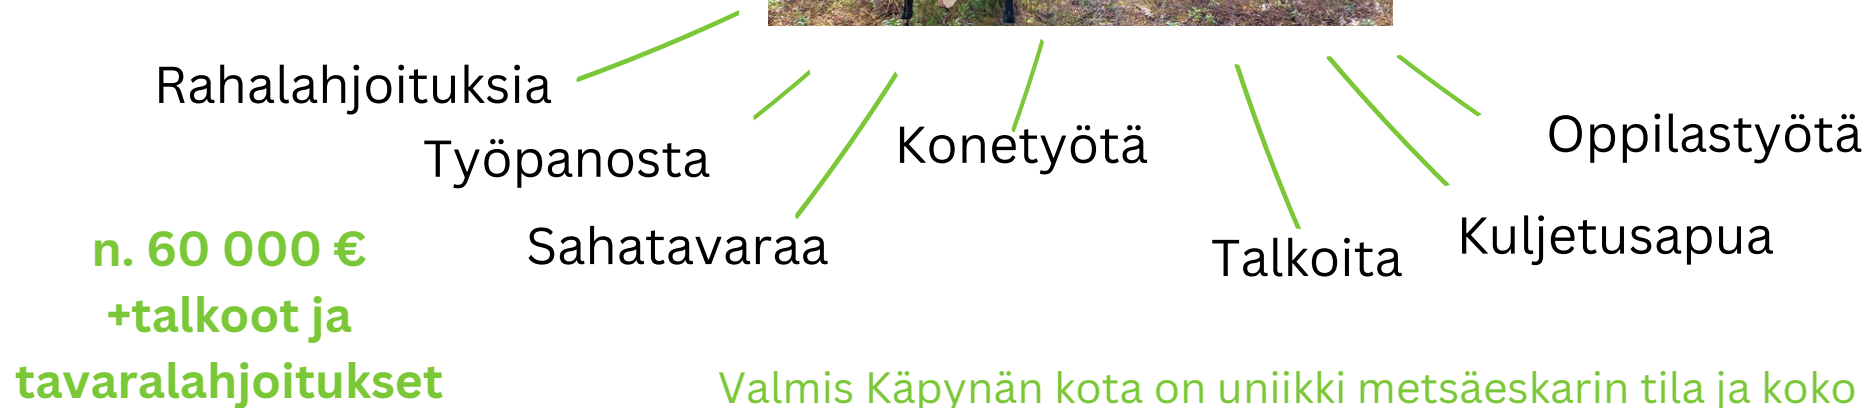 Rahalahjoituksia
Työpanosta
Sahatavaraa
Konetyötä
Talkoita
Kuljetusapua
Oppilastyötä
n. 60 000 €
+talkoot ja
tavaralahjoitukset
Valmis Käpynän kota on uniikki metsäeskarin tila ja koko